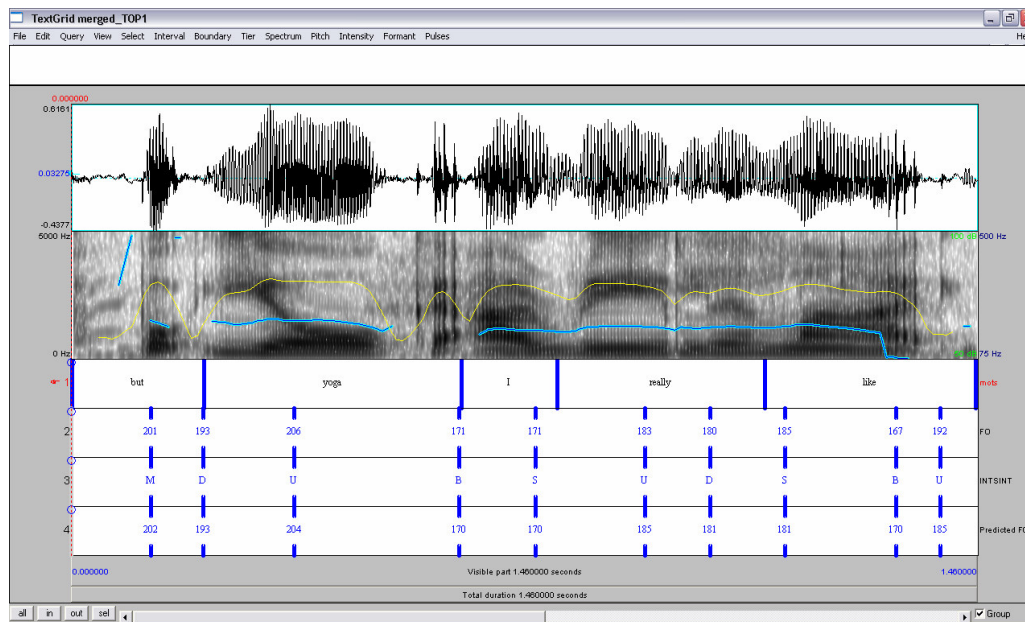 TextGrid merged_TOP1
File Edit Query View Select Interval Boundary Tier Spectrum Pitch Intensity Formant Pulses He
0.000000
0.6161
0.03275
-0.4377
5000 Hz 500 Hz
0 Hz 75 Hz
1 but yoga I really like mots
2 201 193 206 171 171 183 180 185 167 192 FO
3 M D U B S U D S B U INTSINT
4 202 193 204 170 170 185 181 181 170 185 Predicted FO
0.000000 Visible part 1.460000 seconds 1.460000
Total duration 1.460000 seconds
all in out sel Group